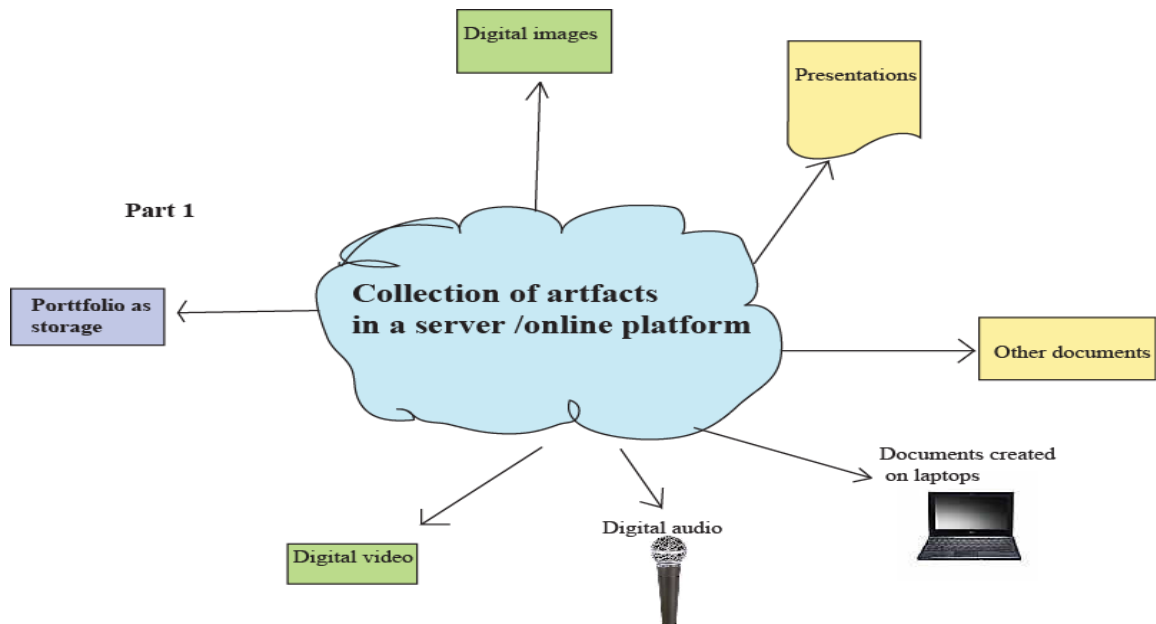 Digital images
Presentations
Part 1
Collection of artfacts
in a server /online platform
Porttfolio as
storage
Other documents
Documents created
on laptops
Digital audio
Digital video